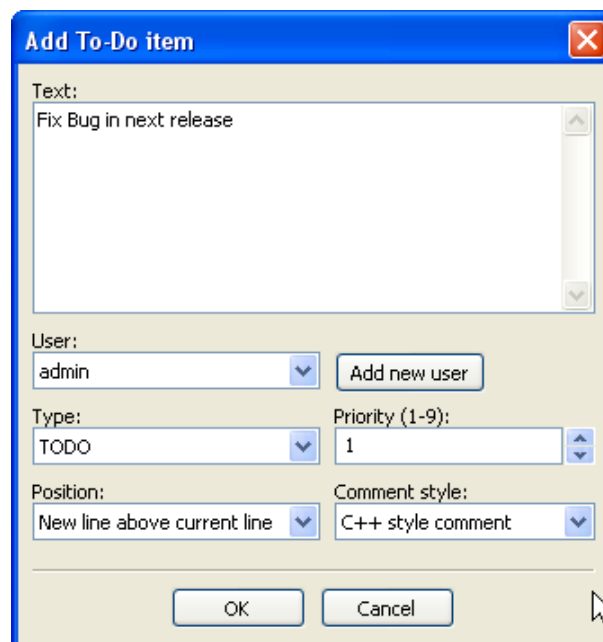 Add To-Do item
Text:
Fix Bug in next release
User:
admin
Add new user
Type:
Priority (1-9):
TODO
1
Position:
Comment style:
New line above current line
C++ style comment
OK
Cancel